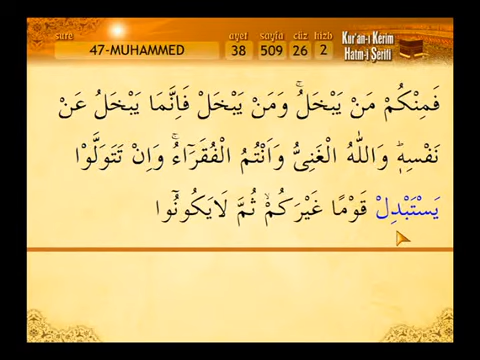 sure ayet sayfa cüz hizb
47-MUHAMMED 38 509 26 2
Kur'an-ı Kerim
Hatm-i Şerifi
فَمِنْكُمْ مَنْ يَبْخَلُۚ وَمَنْ يَبْخَلْ فَاِنَّمَا يَبْخَلُ عَنْ
نَفْسِهٖۜ وَاللّٰهُ الْغَنِىُّ وَاَنْتُمُ الْفُقَرَٓاءُۚ وَاِنْ تَتَوَلَّوْا
يَسْتَبْدِلْ قَوْمًا غَيْرَكُمْۙ ثُمَّ لَايَكُونُٓوا